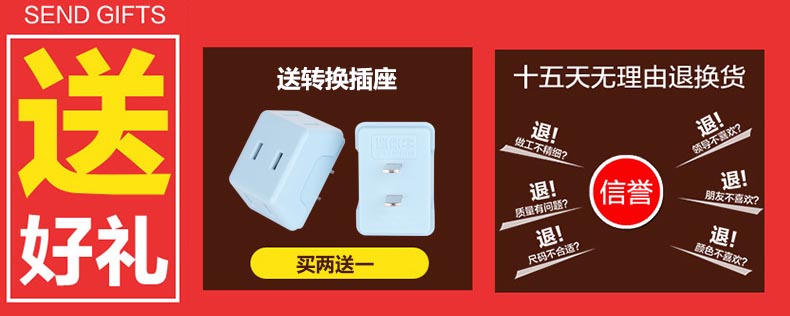 SEND GIFTS
送
好礼
送转换插座
买两送一
十五天无理由退换货
退!
做工不精细?
退!
领导不喜欢?
退!
质量有问题?
信誉
退!
朋友不喜欢?
退!
尺码不合适?
退!
颜色不喜欢?